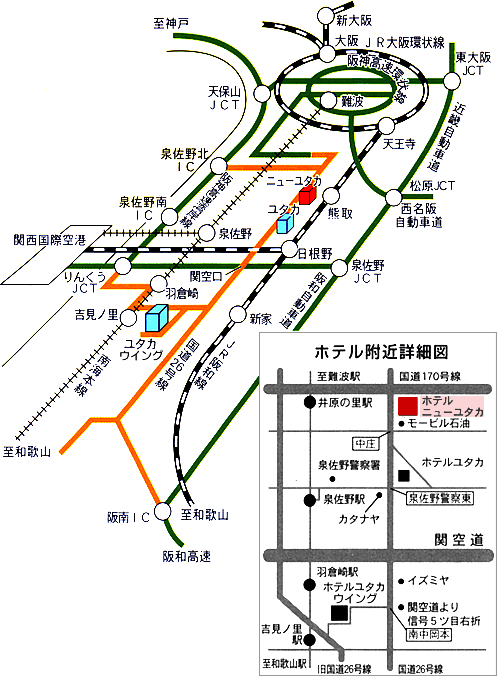 新大阪
至神戸
大阪
JR大阪環状線
東大阪
JCT
阪神高速環状線
天保山
JCT
難波
近畿自動車道
天王寺
泉佐野北
IC
ニューユタカ
松原JCT
阪神高速湾岸線
泉佐野南
IC
ユタカ
熊取
西名阪
自動車道
関西国際空港
泉佐野
日根野
りんくう
JCT
関空口
泉佐野
JCT
羽倉崎
阪和自動車道
吉見ノ里
新家
ユタカ
ウイング
南海本線
国道26号線
JR阪和線
至和歌山
阪南IC
至和歌山
阪和高速
ホテル附近詳細図
至難波駅
国道170号線
井原の里駅
ホテル
ニューユタカ
モービル石油
中庄
泉佐野警察署
ホテルユタカ
泉佐野駅
カタナヤ
泉佐野警察東
関空道
羽倉崎駅
ホテルユタカ
ウイング
イズミヤ
関空道より
信号5ツ目右折
吉見ノ里
駅
南中岡本
至和歌山駅
旧国道26号線
国道26号線